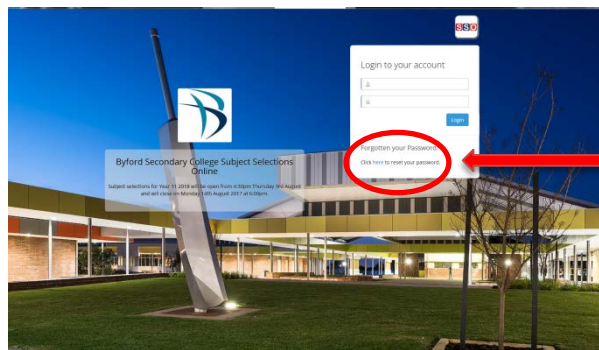 SSO
Login to your account
Login
Forgotten your Password
Click here to reset your password.
Byford Secondary College Subject Selections
Online
Subject selections for Year 11 2018 will be open from 4:30pm Thursday 3rd August
and will close on Monday 14th August 2017 at 6:00pm.